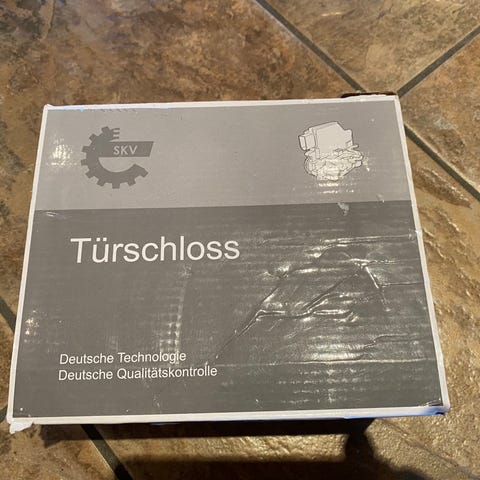 SKV
Türschloss
Deutsche Technologie
Deutsche Qualitätskontrolle